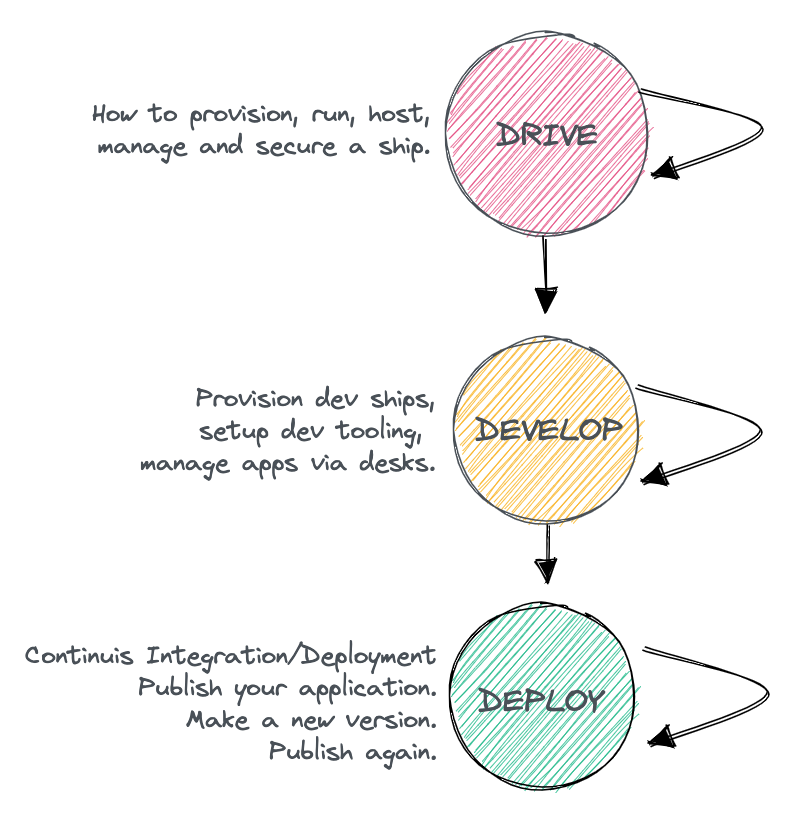 How to provision, run, host,
manage and secure a ship.
DRIVE
Provision dev ships,
setup dev tooling,
manage apps via desks.
DEVELOP
Continuis Integration/Deployment
Publish your application.
Make a new version.
Publish again.
DEPLOY